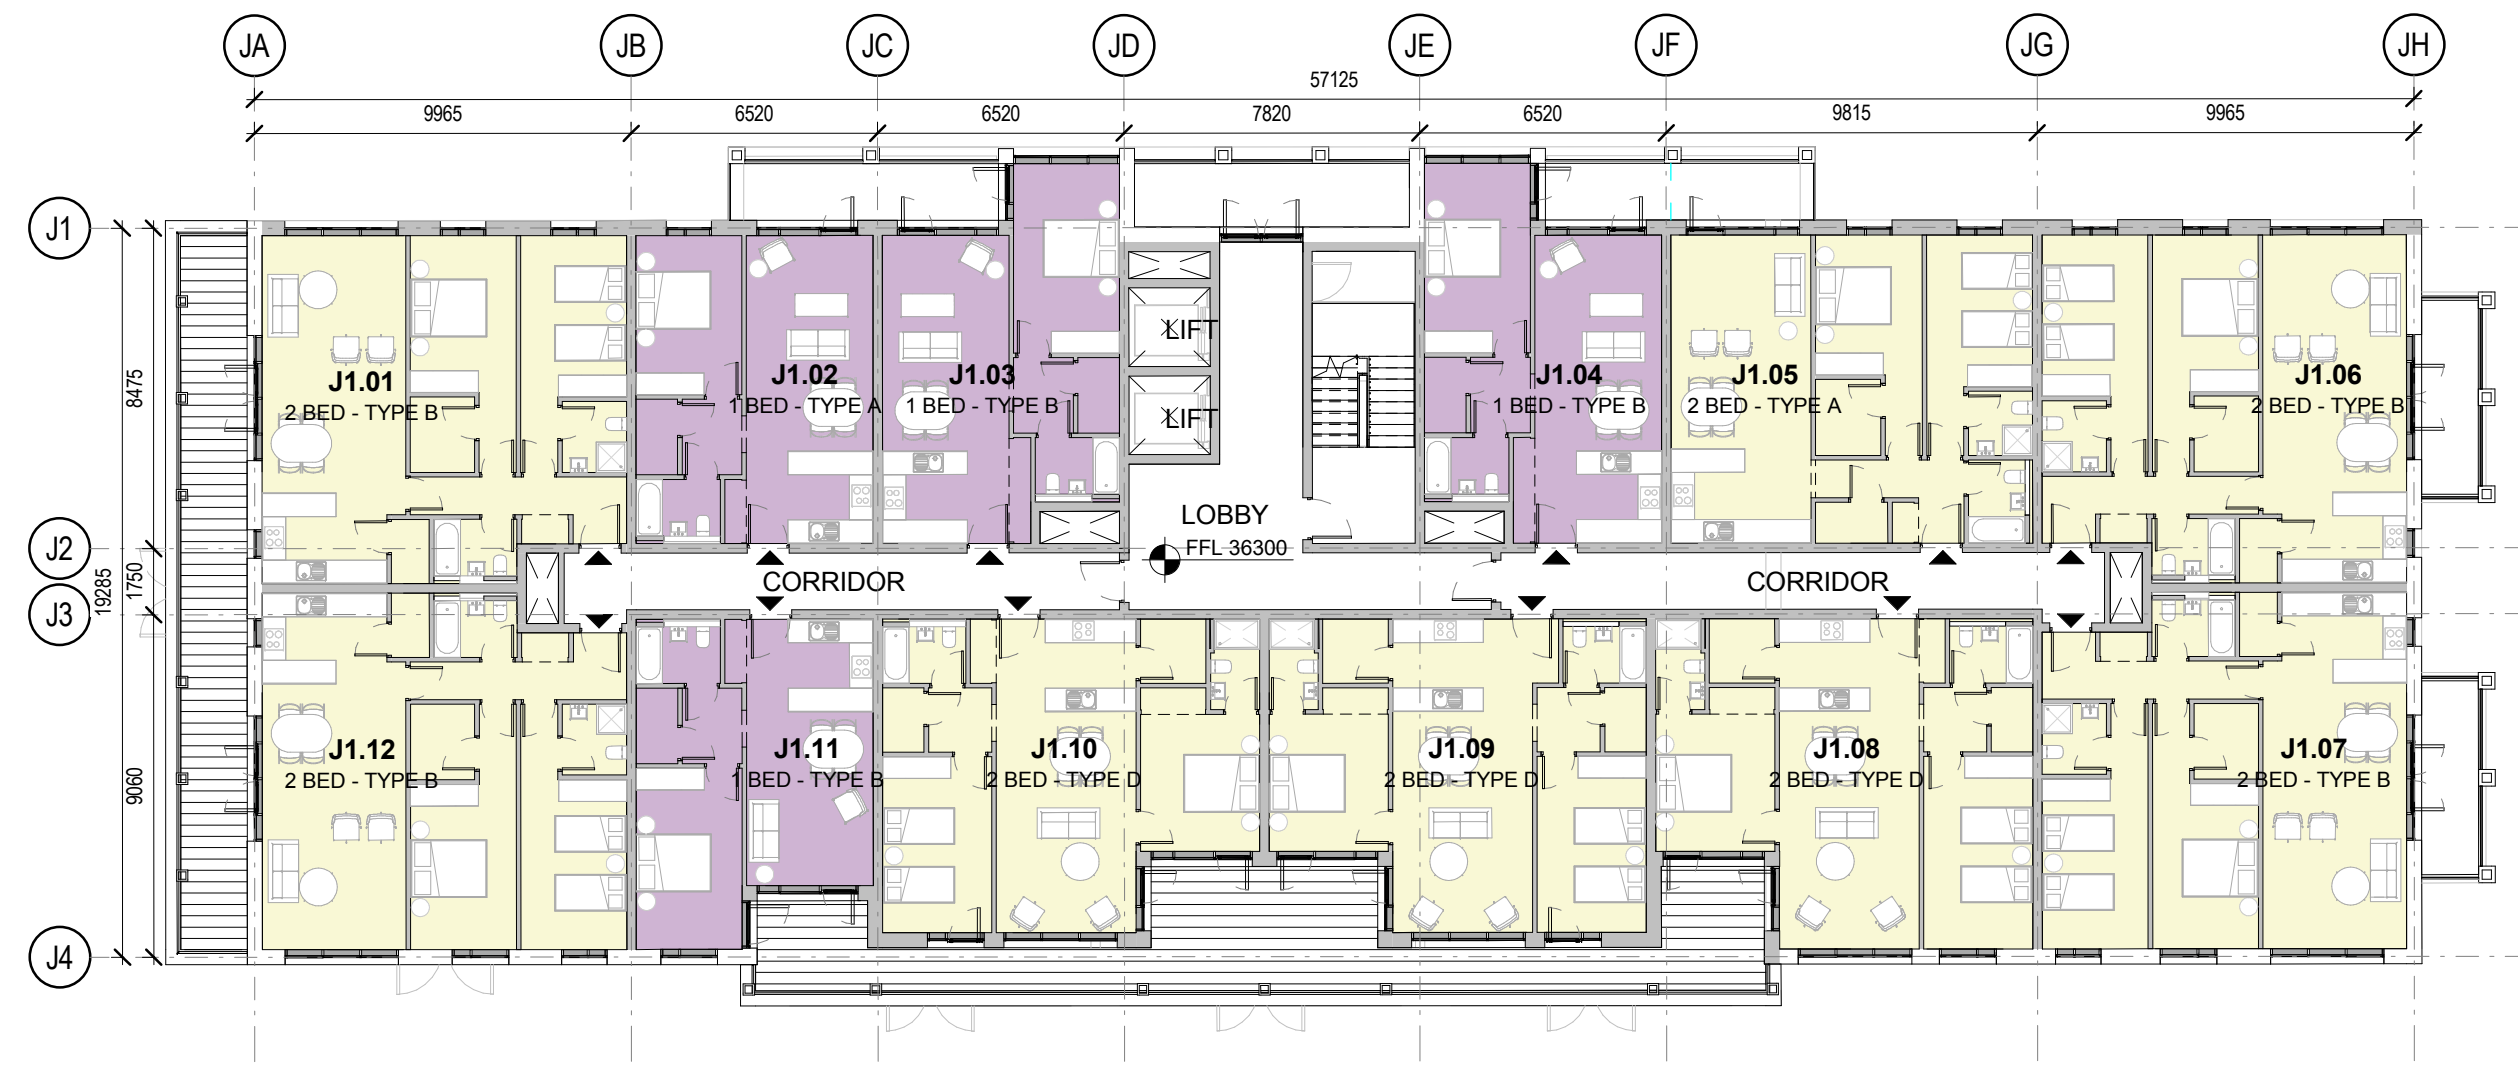 JA JB JC JD JE JF JG JH
57125
9965 6520 6520 7820 6520 9815 9965
J1
J2
J3
J4
19285
8475
1750
9060
J1.01
2 BED - TYPE B
J1.02
1 BED - TYPE A
J1.03
1 BED - TYPE B
LIFT
LIFT
J1.04
1 BED - TYPE B
J1.05
2 BED - TYPE A
J1.06
2 BED - TYPE B
LOBBY
FFL 36300
CORRIDOR
CORRIDOR
J1.12
2 BED - TYPE B
J1.11
1 BED - TYPE B
J1.10
2 BED - TYPE D
J1.09
2 BED - TYPE D
J1.08
2 BED - TYPE D
J1.07
2 BED - TYPE B